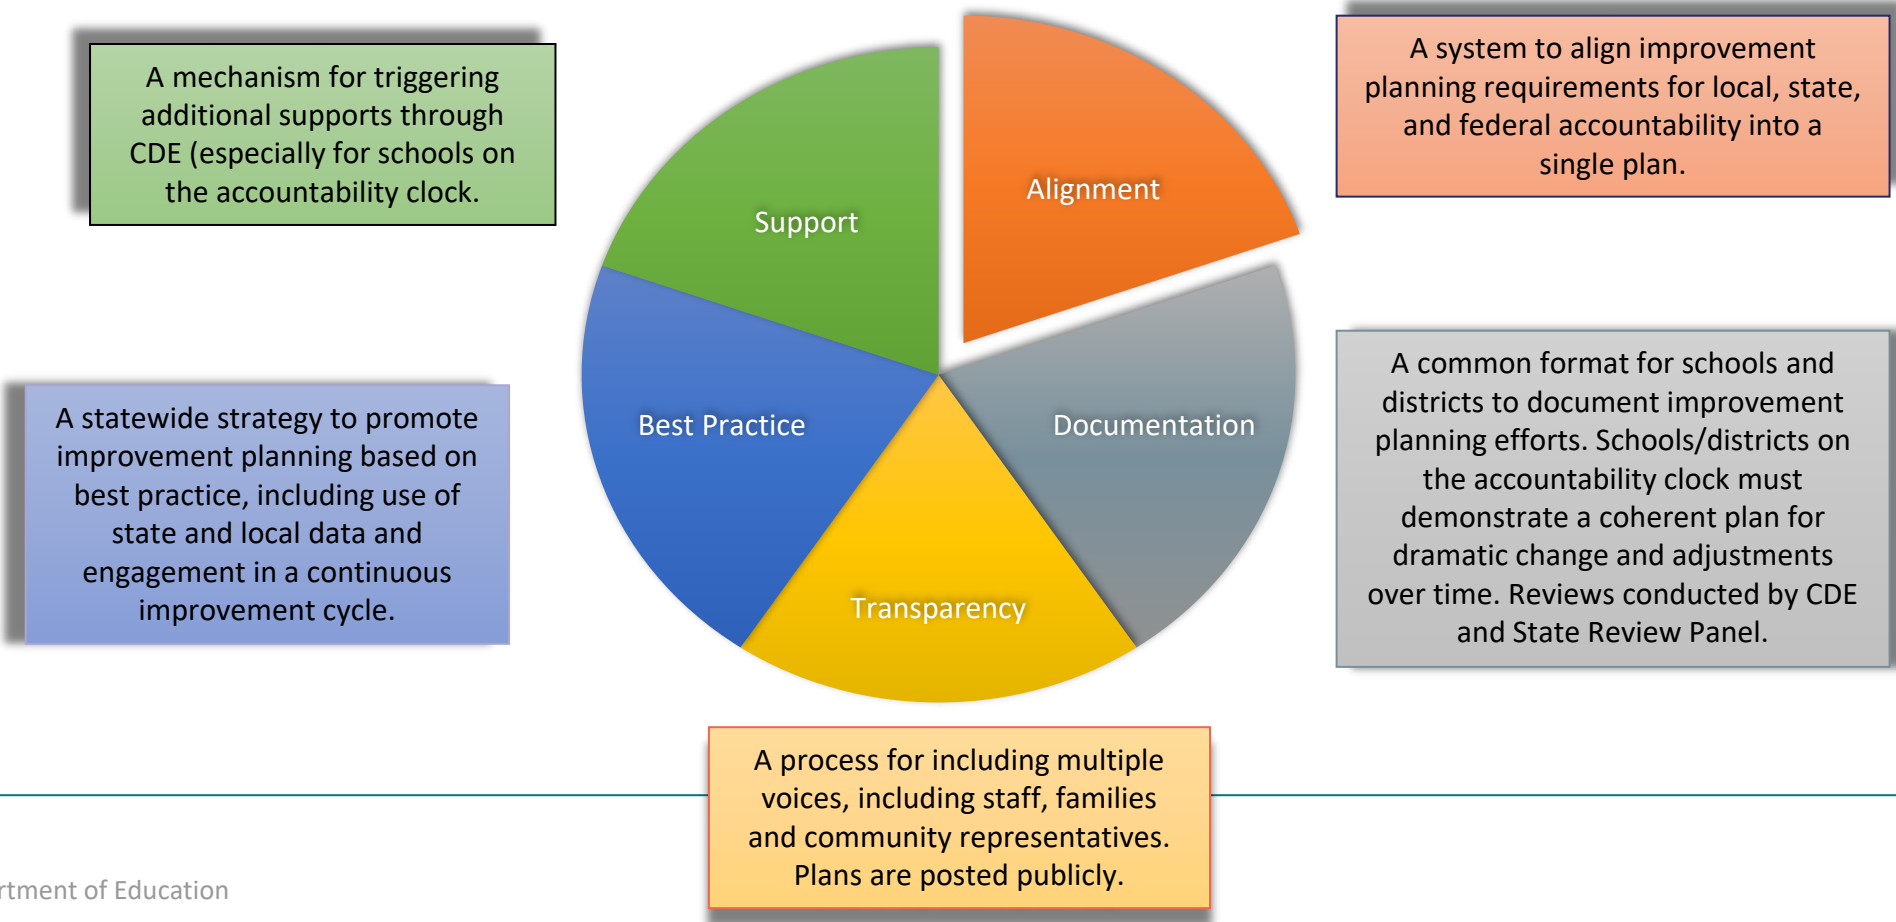 A mechanism for triggering
additional supports through
CDE (especially for schools on
the accountability clock.
Support
Alignment
A system to align improvement
planning requirements for local, state,
and federal accountability into a
single plan.
A statewide strategy to promote
improvement planning based on
best practice, including use of
state and local data and
engagement in a continuous
improvement cycle.
Best Practice
Documentation
A common format for schools and
districts to document improvement
planning efforts. Schools/districts on
the accountability clock must
demonstrate a coherent plan for
dramatic change and adjustments
over time. Reviews conducted by CDE
and State Review Panel.
Transparency
A process for including multiple
voices, including staff, families
and community representatives.
Plans are posted publicly.
of Education